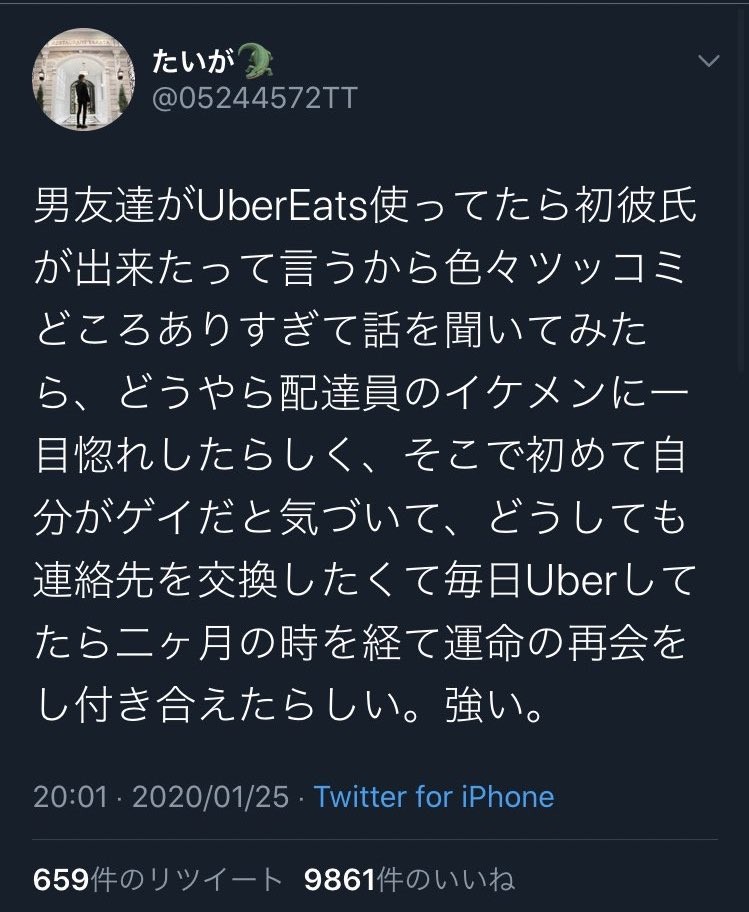 たいが🐊
@05244572TT
男友達がUberEats使ってたら初彼氏
が出来たって言うから色々ツッコミ
どころありすぎて話を聞いてみた
ら、どうやら配達員のイケメンに一
目惚れしたらしく、そこで初めて自
分がゲイだと気づいて、どうしても
連絡先を交換したくて毎日Uberして
たら二ヶ月の時を経て運命の再会を
し付き合えたらしい。強い。
20:01 · 2020/01/25 · Twitter for iPhone
659件のリツイート 9861件のいいね